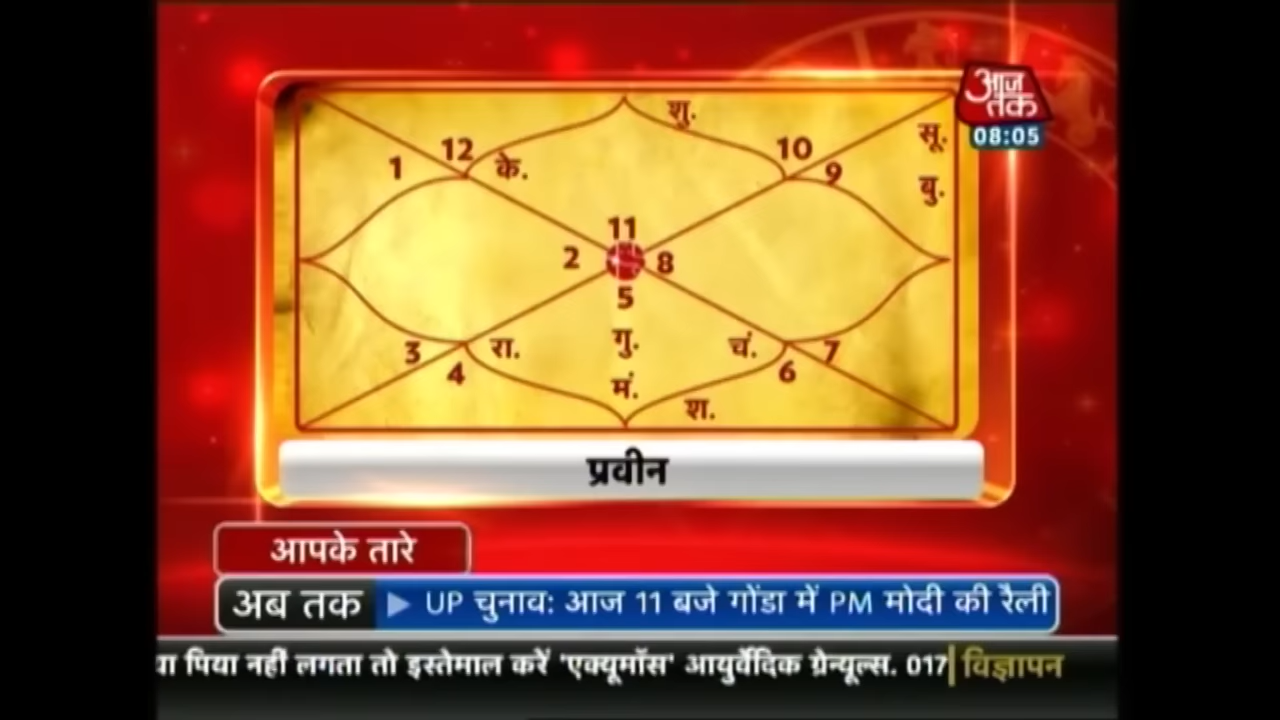 आज
तक
08:05
शु.
सू.
12
10
1
के.
9
बु.
11
2
8
5
3
रा.
गु.
चं.
7
4
6
मं.
श.
प्रवीन
आपके तारे
अब तक
UP चुनाव: आज 11 बजे गोंडा में PM मोदी की रैली
पिया नहीं लगता तो इस्तेमाल करें 'एक्यूमॉस' आयुर्वेदिक ग्रेन्यूल्स. 017
विज्ञापन